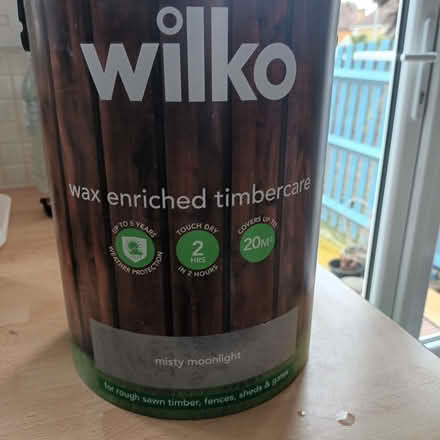 wilko
wax enriched timbercare
UP TO 5 YEARS
WEATHER PROTECTION
TOUCH DRY
2
HRS
IN 2 HOURS
COVERS UP TO
20M²
misty moonlight
for rough sawn timber, fences, sheds & gates